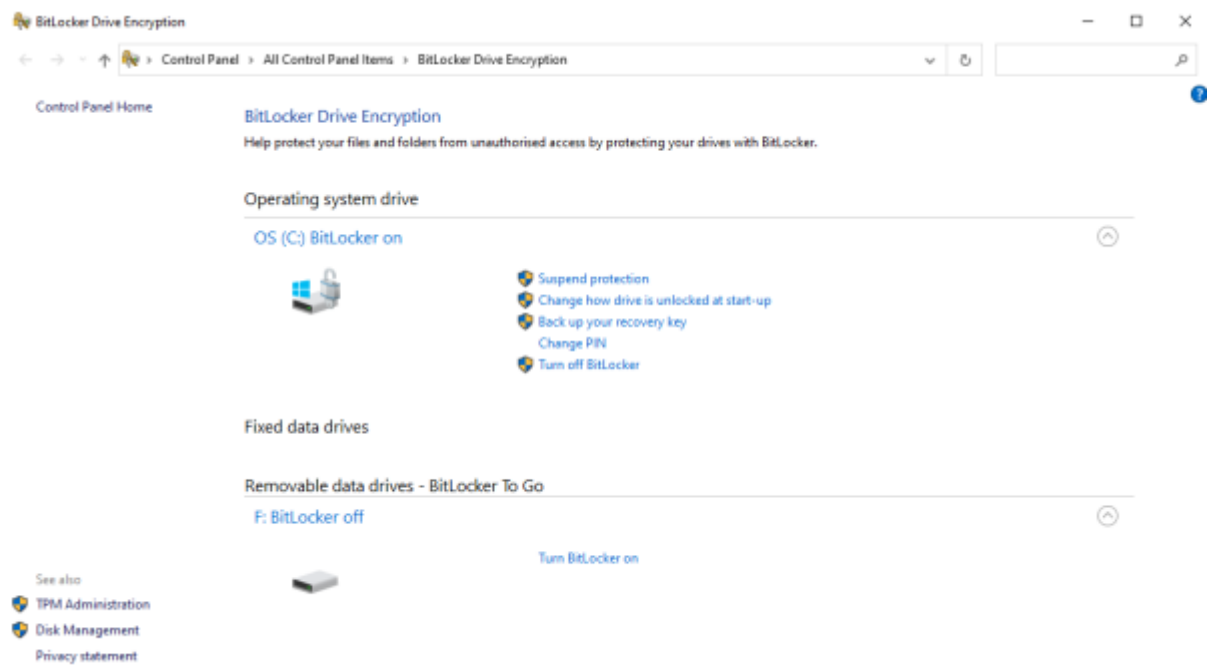 BitLocker Drive Encryption
Control Panel › All Control Panel Items › BitLocker Drive Encryption
Control Panel Home
BitLocker Drive Encryption
Help protect your files and folders from unauthorised access by protecting your drives with BitLocker.
Operating system drive
OS (C:) BitLocker on
Suspend protection
Change how drive is unlocked at start-up
Back up your recovery key
Change PIN
Turn off BitLocker
Fixed data drives
Removable data drives - BitLocker To Go
F: BitLocker off
Turn BitLocker on
See also
TPM Administration
Disk Management
Privacy statement